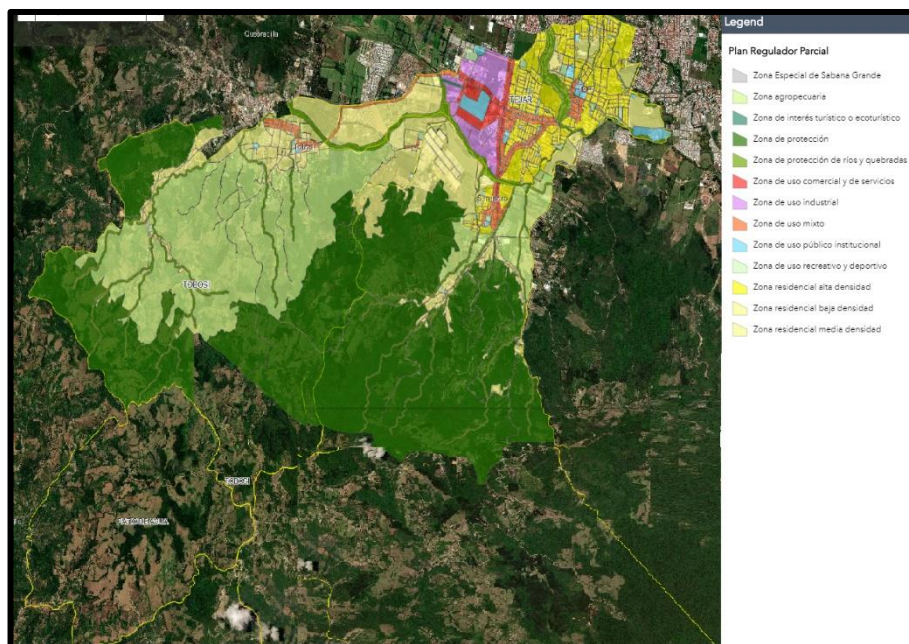 Legend
Plan Regulador Parcial
Zona Especial de Sabana Grande
Zona agropecuaria
Zona de interés turístico o ecoturístico
Zona de protección
Zona de protección de ríos y quebradas
Zona de uso comercial y de servicios
Zona de uso industrial
Zona de uso mixto
Zona de uso público institucional
Zona de uso recreativo y deportivo
Zona residencial alta densidad
Zona residencial baja densidad
Zona residencial media densidad
Quebradilla
TEJAR
TOBOSI
TOBOSI